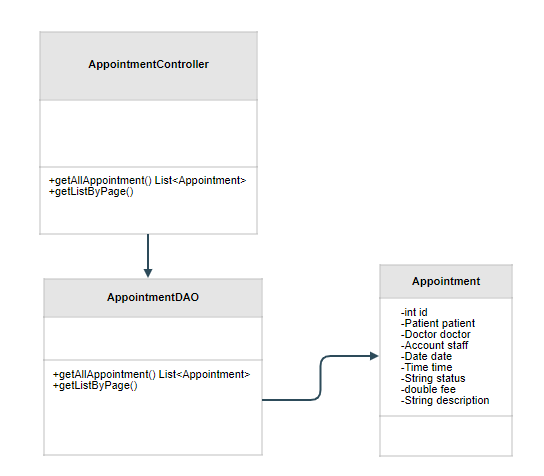 AppointmentController
+getAllAppointment() List<Appointment>
+getListByPage()
AppointmentDAO
+getAllAppointment() List<Appointment>
+getListByPage()
Appointment
-int id
-Patient patient
-Doctor doctor
-Account staff
-Date date
-Time time
-String status
-double fee
-String description